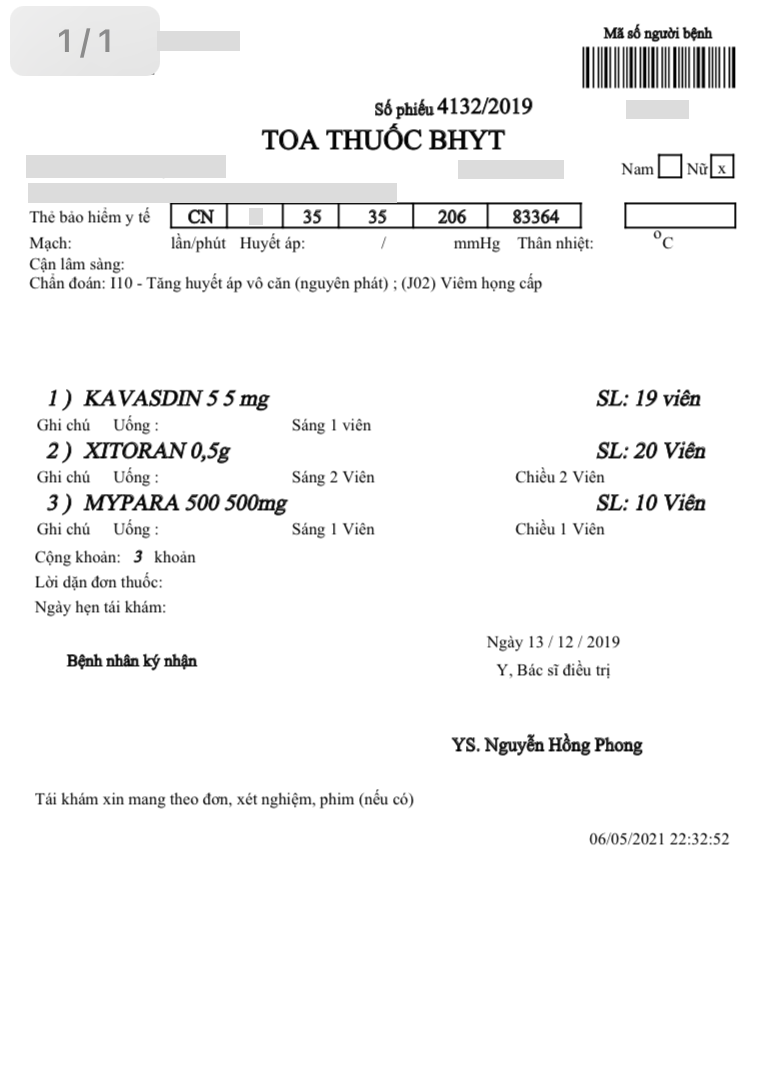 1/1
Mã số người bệnh
Số phiếu 4132/2019
TOA THUỐC BHYT
Nam Nữ x
Thẻ bảo hiểm y tế CN 35 35 206 83364
Mạch: lần/phút Huyết áp: / mmHg Thân nhiệt: °C
Cận lâm sàng:
Chẩn đoán: I10 - Tăng huyết áp vô căn (nguyên phát) ; (J02) Viêm họng cấp
1 ) KAVASDIN 5 5 mg SL: 19 viên
Ghi chú Uống : Sáng 1 viên
2 ) XITORAN 0,5g SL: 20 Viên
Ghi chú Uống : Sáng 2 Viên Chiều 2 Viên
3 ) MYPARA 500 500mg SL: 10 Viên
Ghi chú Uống : Sáng 1 Viên Chiều 1 Viên
Cộng khoản: 3 khoản
Lời dặn đơn thuốc:
Ngày hẹn tái khám:
Ngày 13 / 12 / 2019
Bệnh nhân ký nhận
Y, Bác sĩ điều trị
YS. Nguyễn Hồng Phong
Tái khám xin mang theo đơn, xét nghiệm, phim (nếu có)
06/05/2021 22:32:52